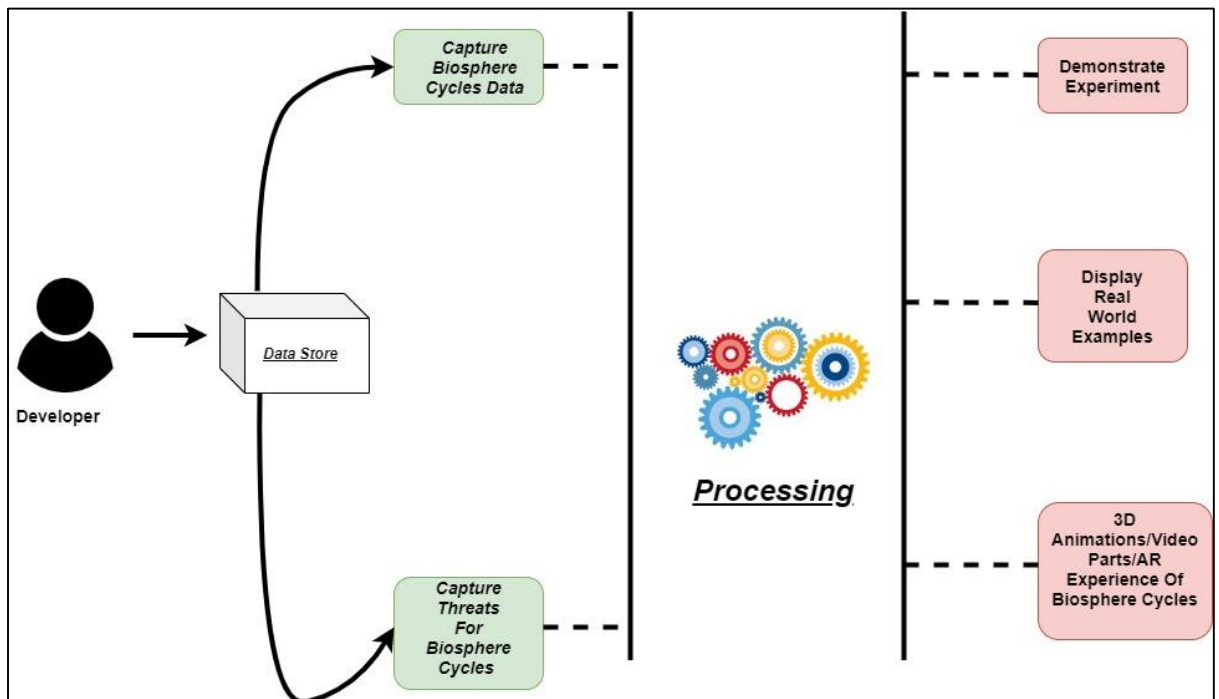 Capture
Biosphere
Cycles Data
Demonstrate
Experiment
Developer
Data Store
Display
Real
World
Examples
Processing
Capture
Threats
For
Biosphere
Cycles
3D
Animations/Video
Parts/AR
Experience Of
Biosphere Cycles